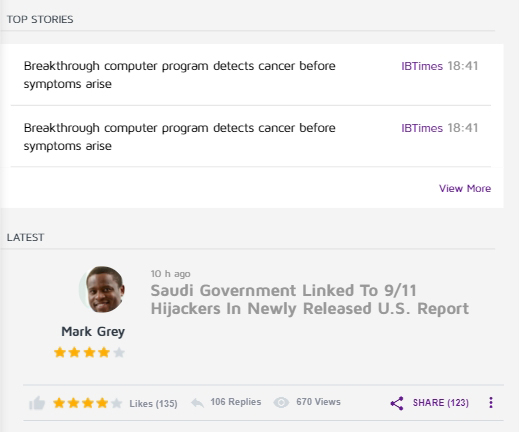 TOP STORIES
Breakthrough computer program detects cancer before
symptoms arise
IBTimes 18:41
Breakthrough computer program detects cancer before
symptoms arise
IBTimes 18:41
View More
LATEST
10 h ago
Saudi Government Linked To 9/11
Hijackers In Newly Released U.S. Report
Mark Grey
Likes (135) 106 Replies 670 Views SHARE (123)